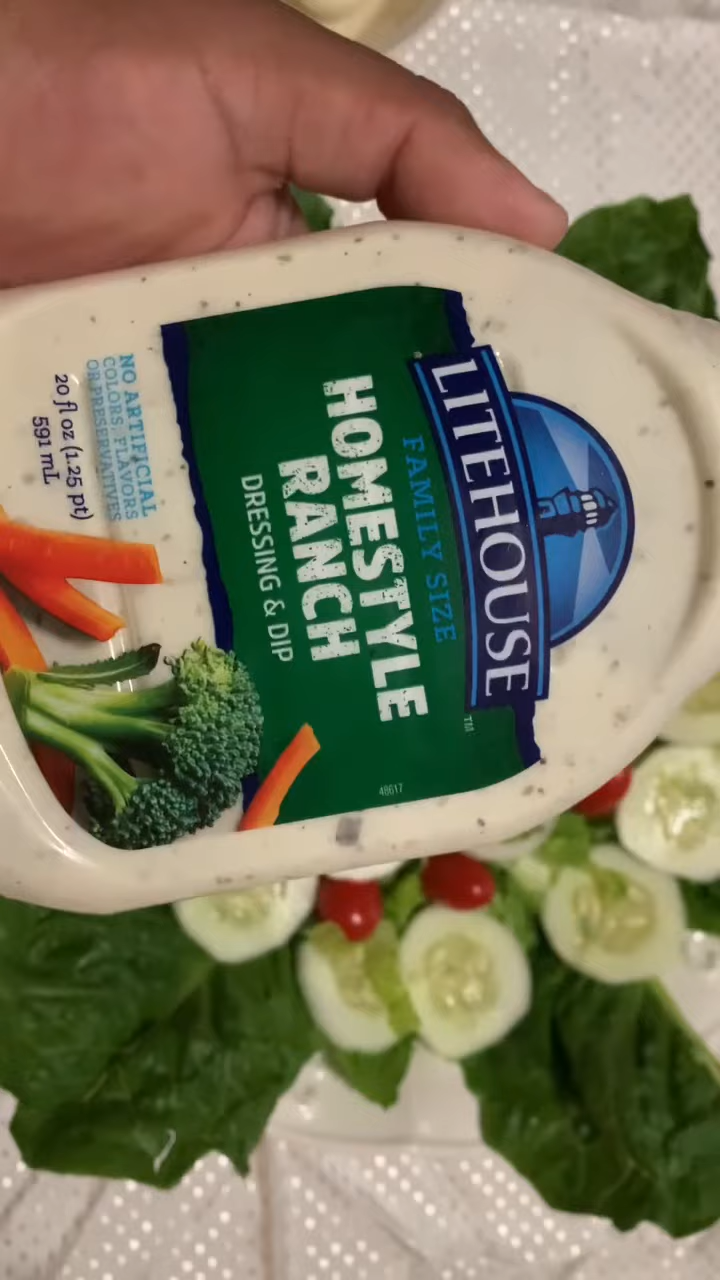 LITEHOUSE
TM
FAMILY SIZE
HOMESTYLE
RANCH
DRESSING & DIP
48617
NO ARTIFICIAL
COLORS, FLAVORS
OR PRESERVATIVES
20 fl oz (1.25 pt)
591 mL